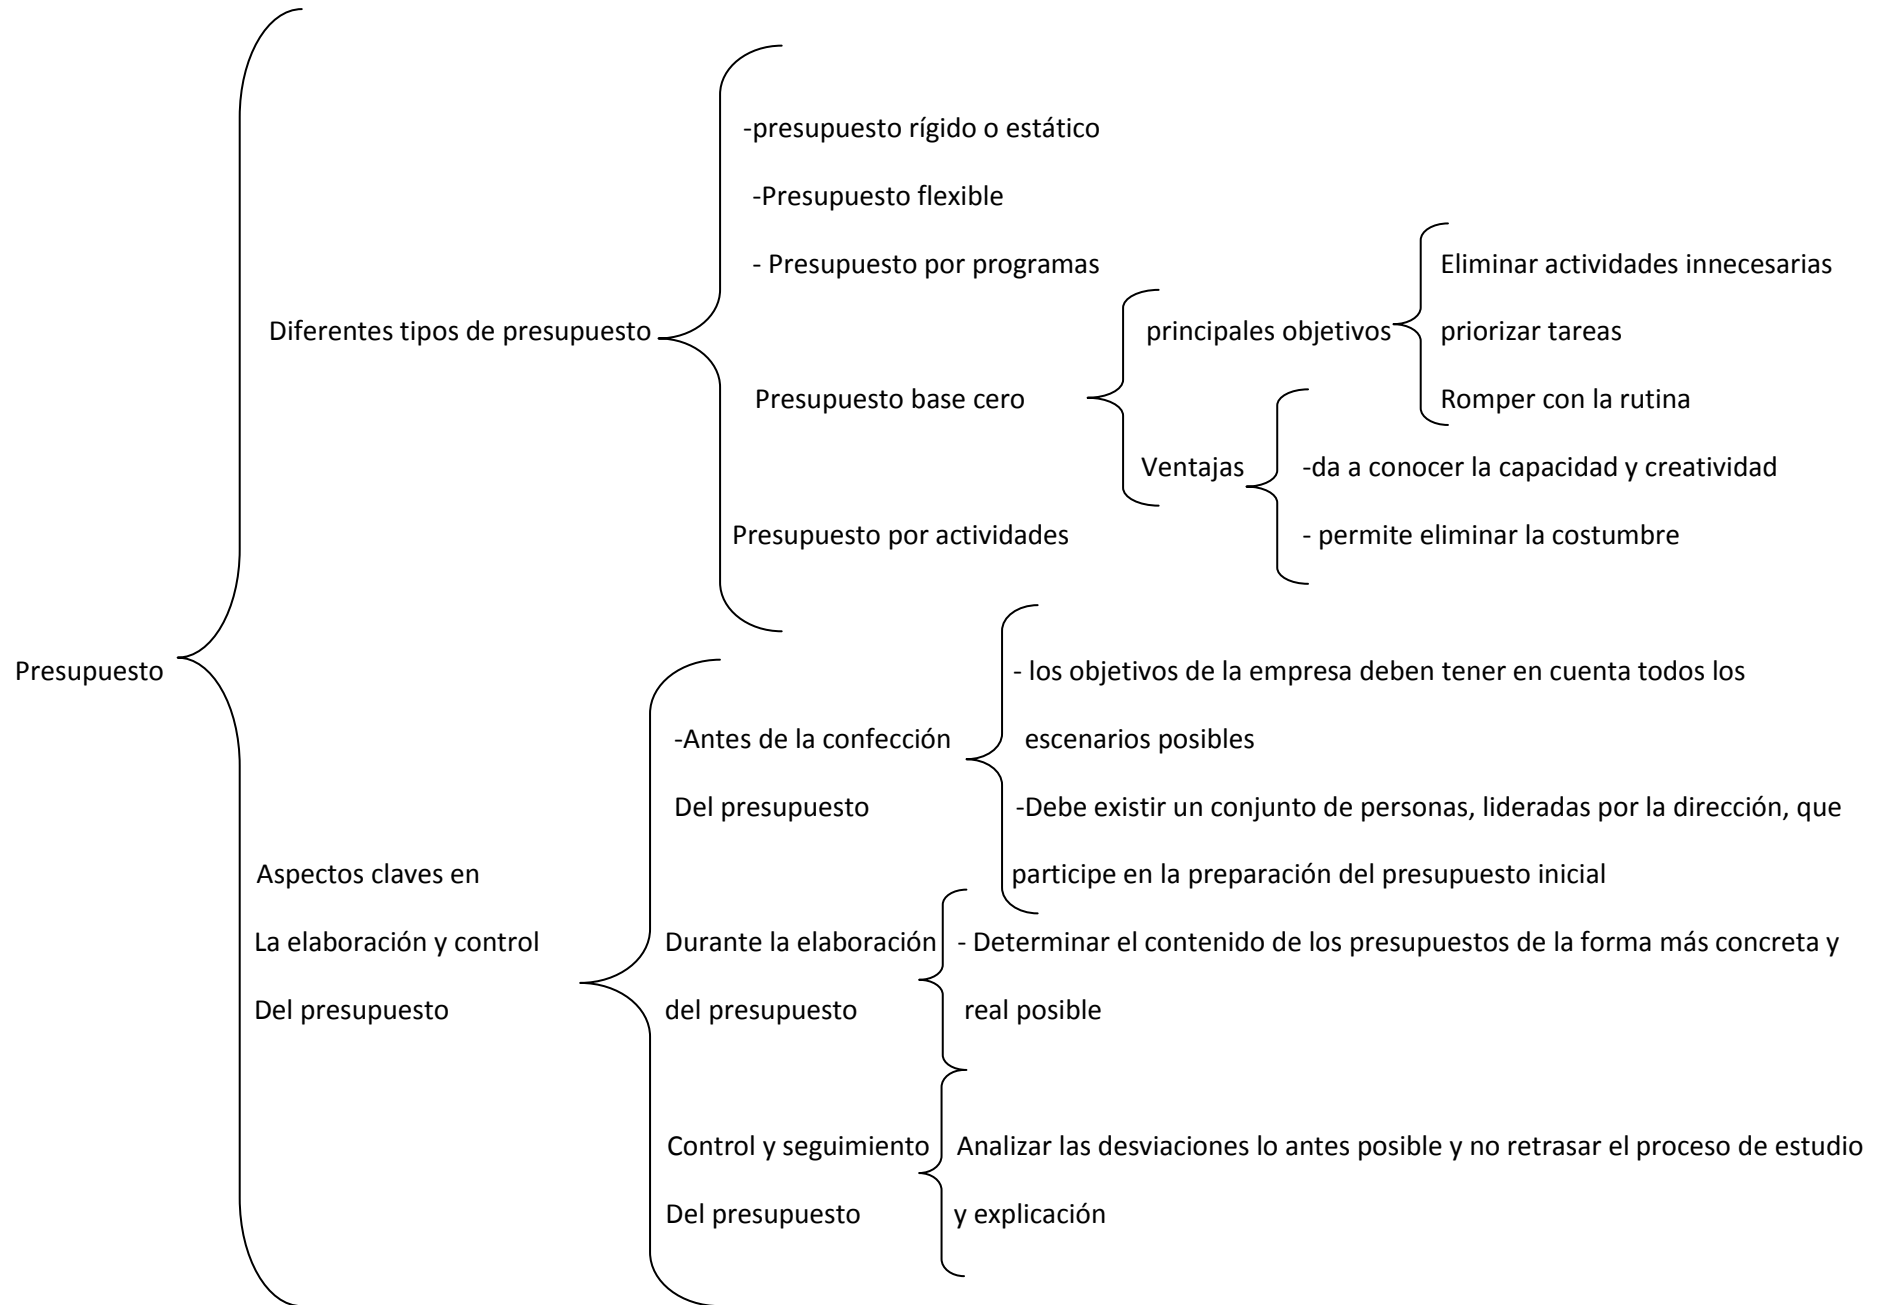 -presupuesto rígido o estático
-Presupuesto flexible
- Presupuesto por programas
Eliminar actividades innecesarias
Diferentes tipos de presupuesto
principales objetivos
priorizar tareas
Presupuesto base cero
Romper con la rutina
Ventajas
-da a conocer la capacidad y creatividad
Presupuesto por actividades
- permite eliminar la costumbre
Presupuesto
- los objetivos de la empresa deben tener en cuenta todos los
-Antes de la confección
escenarios posibles
Del presupuesto
-Debe existir un conjunto de personas, lideradas por la dirección, que
Aspectos claves en
participe en la preparación del presupuesto inicial
La elaboración y control
Durante la elaboración
- Determinar el contenido de los presupuestos de la forma más concreta y
Del presupuesto
del presupuesto
real posible
Control y seguimiento
Analizar las desviaciones lo antes posible y no retrasar el proceso de estudio
Del presupuesto
y explicación